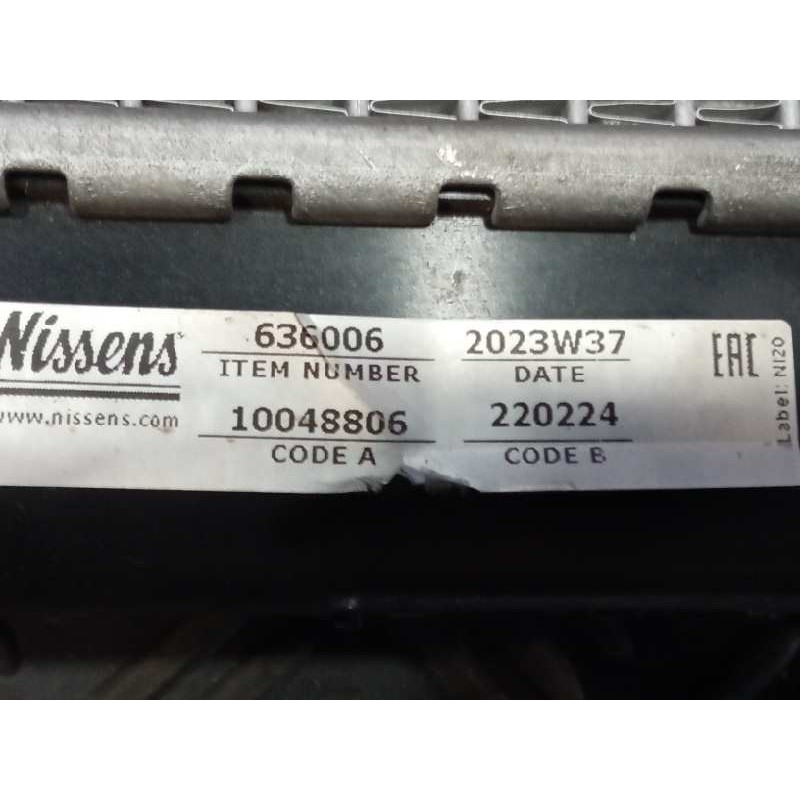 Nissens
www.nissens.com
636006
ITEM NUMBER
10048806
CODE A
2023W37
DATE
220224
CODE B
EAC
Label: NI20